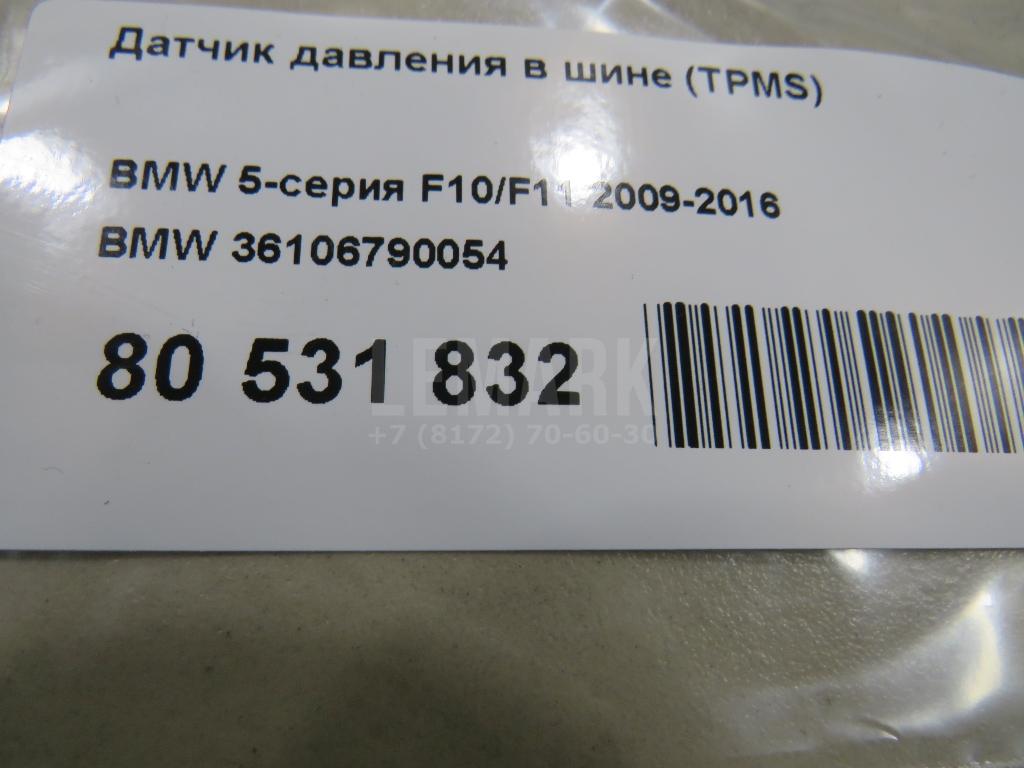 Датчик давления в шине (TPMS)
BMW 5-серия F10/F11 2009-2016
BMW 36106790054
80 531 832
LEMARK
+7 (8172) 70-60-30